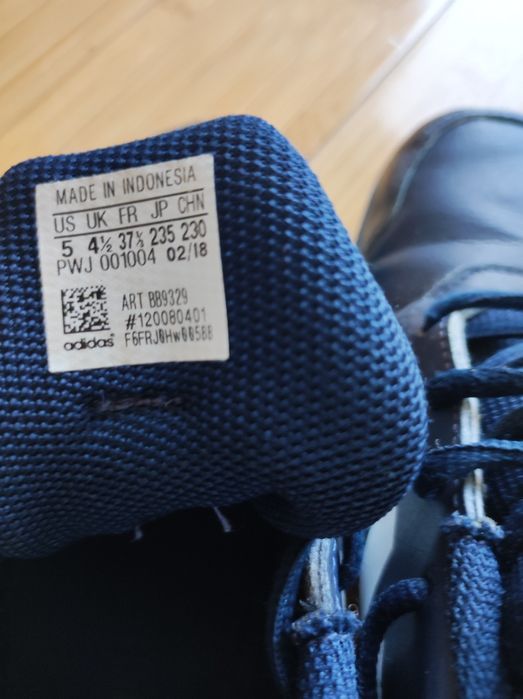 MADE IN INDONESIA
US UK FR JP CHN
5 4½ 37⅓ 235 230
PWJ 001004 02/18
ART BB9329
#120080401
F6FRJ0Hw00588
adidas